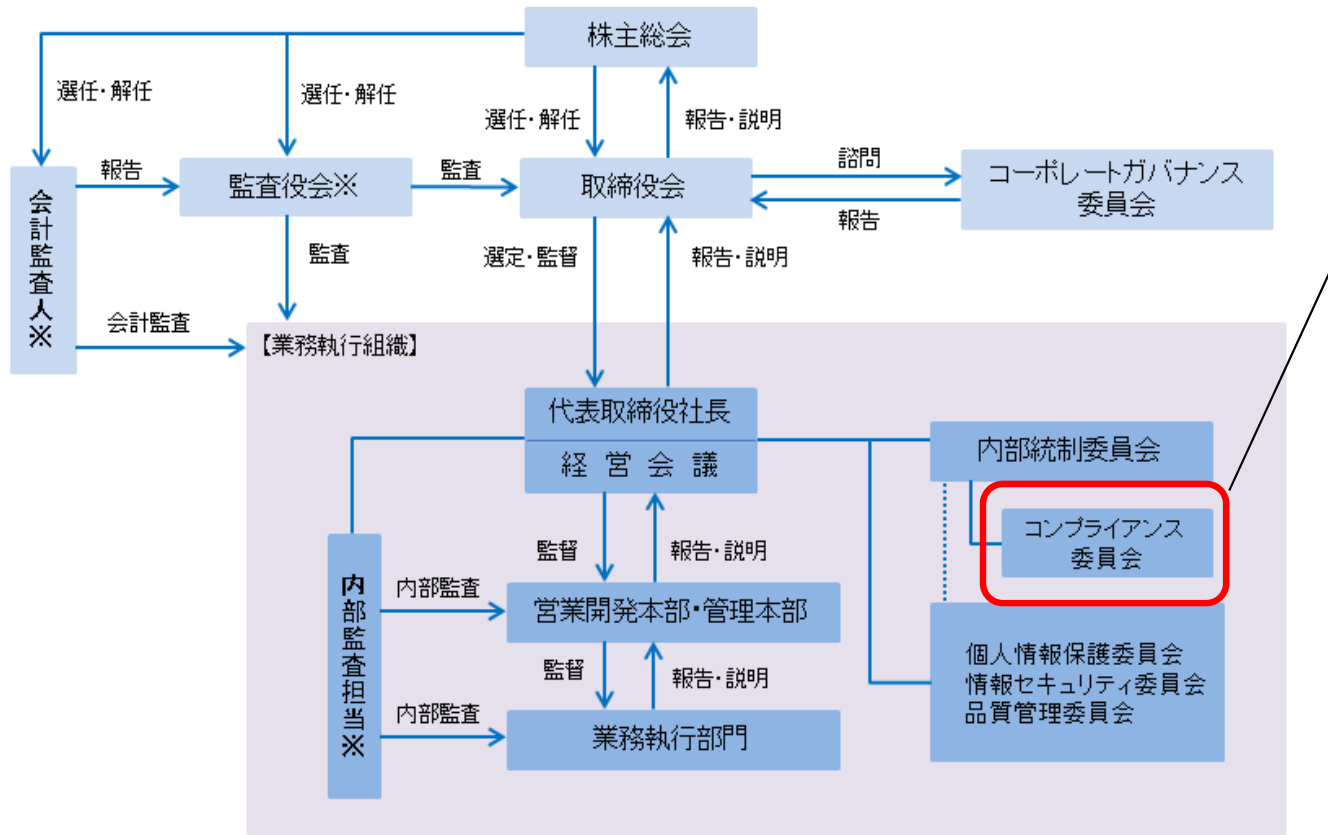 株主総会
選任・解任
選任・解任
選任・解任
報告・説明
会計監査人※
報告
監査役会※
監査
取締役会
諮問
報告
コーポレートガバナンス
委員会
監査
選定・監督
報告・説明
会計監査
【業務執行組織】
代表取締役社長
経営会議
内部統制委員会
コンプライアンス
委員会
監督
報告・説明
内部監査担当※
内部監査
営業開発本部・管理本部
監督
報告・説明
内部監査
業務執行部門
個人情報保護委員会
情報セキュリティ委員会
品質管理委員会